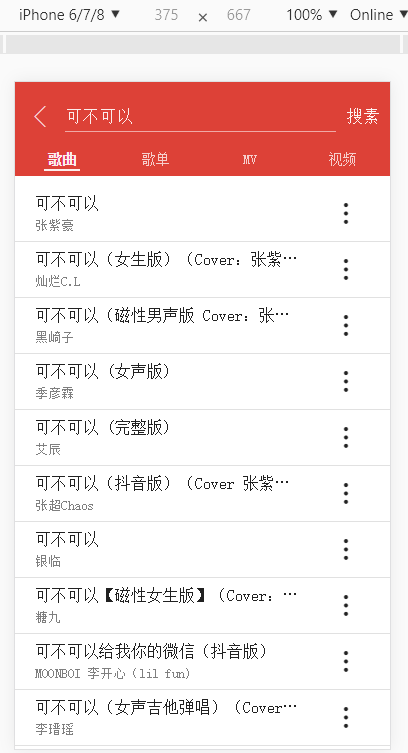 iPhone 6/7/8 ▼ 375 × 667 100% ▼ Online ▼
可不可以 搜素
歌曲 歌单 MV 视频
可不可以
张紫豪
可不可以（女生版）（Cover：张紫…
灿烂C.L
可不可以（磁性男声版 Cover：张…
黑崎子
可不可以（女声版）
季彦霖
可不可以（完整版）
艾辰
可不可以（抖音版）（Cover 张紫…
张超Chaos
可不可以
银临
可不可以【磁性女生版】（Cover：…
糖九
可不可以给我你的微信（抖音版）
MOONBOI 李开心（lil fun）
可不可以（女声吉他弹唱）（Cover…
李瑨瑶